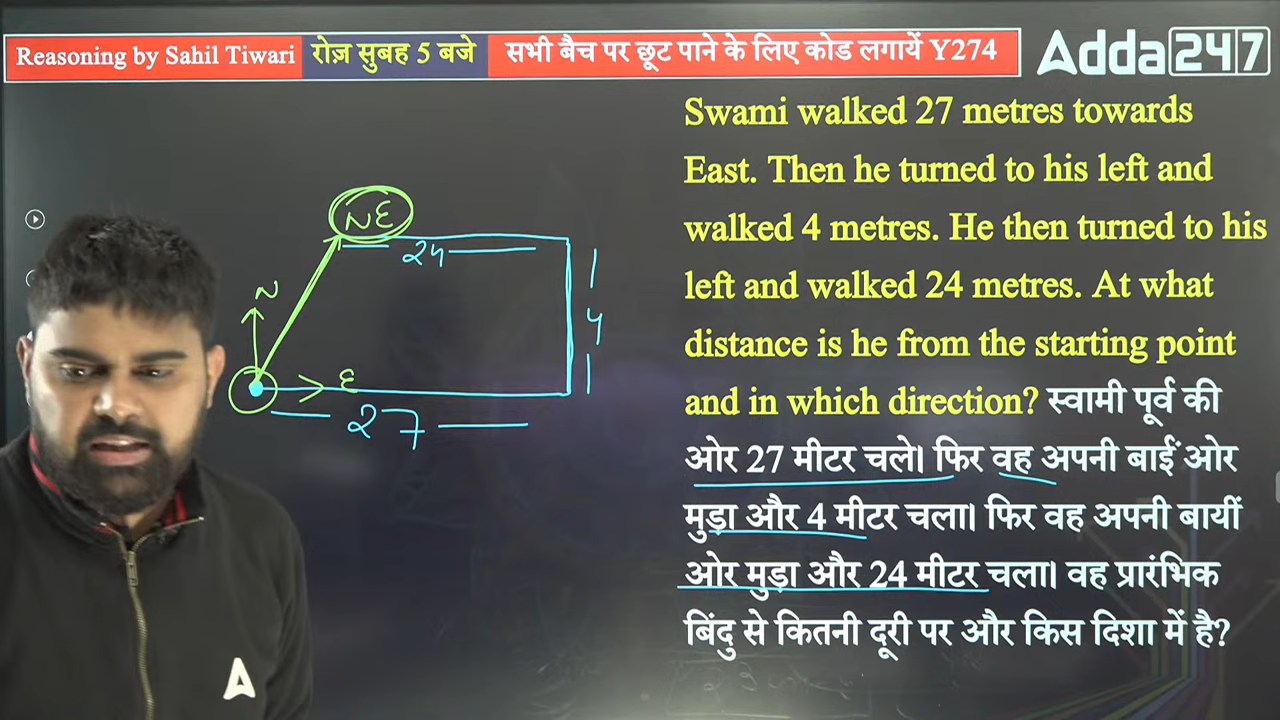 Reasoning by Sahil Tiwari
रोज़ सुबह 5 बजे
सभी बैच पर छूट पाने के लिए कोड लगायें Y274
Adda247
Swami walked 27 metres towards
East. Then he turned to his left and
walked 4 metres. He then turned to his
left and walked 24 metres. At what
distance is he from the starting point
and in which direction? स्वामी पूर्व की
ओर 27 मीटर चले। फिर वह अपनी बाईं ओर
मुड़ा और 4 मीटर चला। फिर वह अपनी बायीं
ओर मुड़ा और 24 मीटर चला। वह प्रारंभिक
बिंदु से कितनी दूरी पर और किस दिशा में है?
NE
24
N
4
E
27